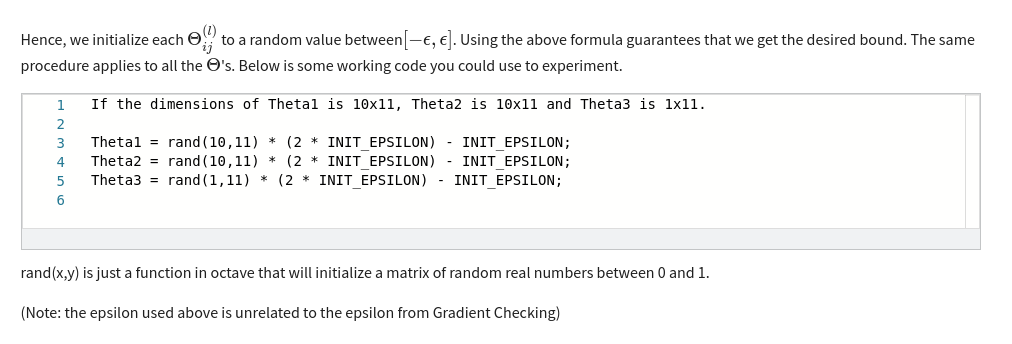 Hence, we initialize each Θ_{ij}^{(l)} to a random value between[−ϵ, ϵ]. Using the above formula guarantees that we get the desired bound. The same
procedure applies to all the Θ's. Below is some working code you could use to experiment.
1 If the dimensions of Theta1 is 10x11, Theta2 is 10x11 and Theta3 is 1x11.
2
3 Theta1 = rand(10,11) * (2 * INIT_EPSILON) - INIT_EPSILON;
4 Theta2 = rand(10,11) * (2 * INIT_EPSILON) - INIT_EPSILON;
5 Theta3 = rand(1,11) * (2 * INIT_EPSILON) - INIT_EPSILON;
6
rand(x,y) is just a function in octave that will initialize a matrix of random real numbers between 0 and 1.
(Note: the epsilon used above is unrelated to the epsilon from Gradient Checking)